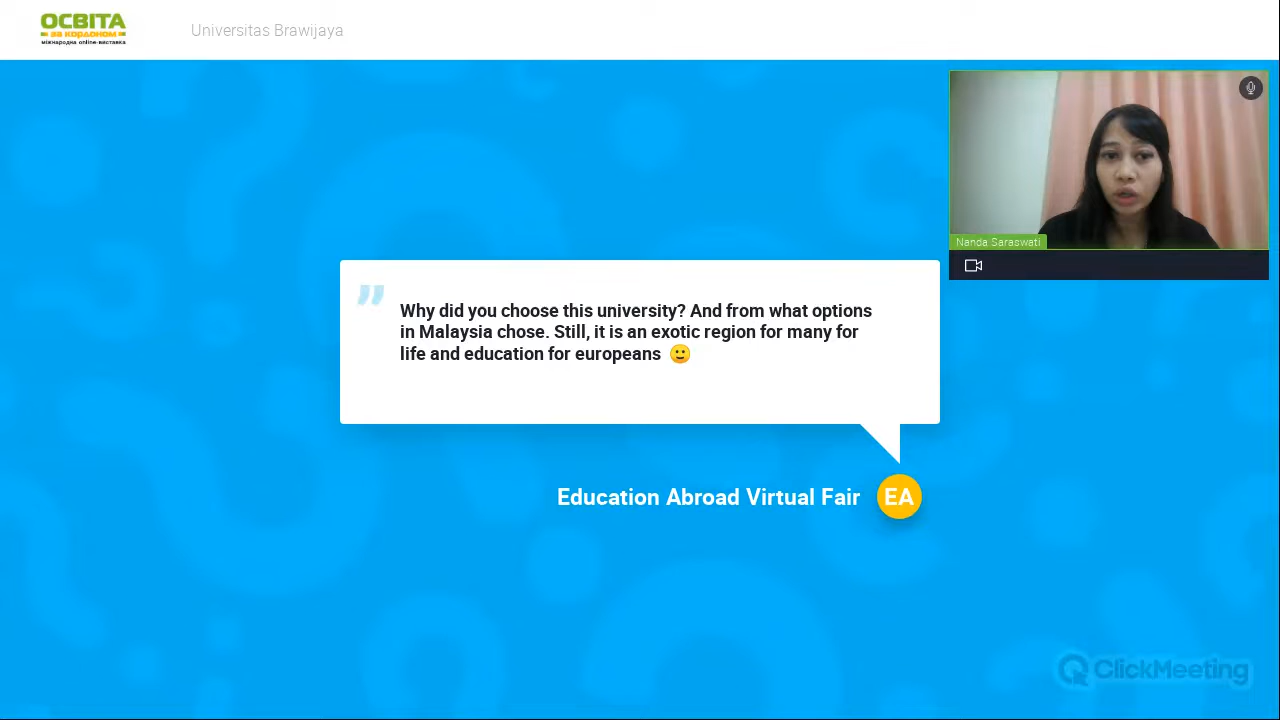 ОСВІТА
за кордоном
міжнародна online-виставка
Universitas Brawijaya
Nanda Saraswati
Why did you choose this university? And from what options
in Malaysia chose. Still, it is an exotic region for many for
life and education for europeans 🙂
Education Abroad Virtual Fair
EA
ClickMeeting